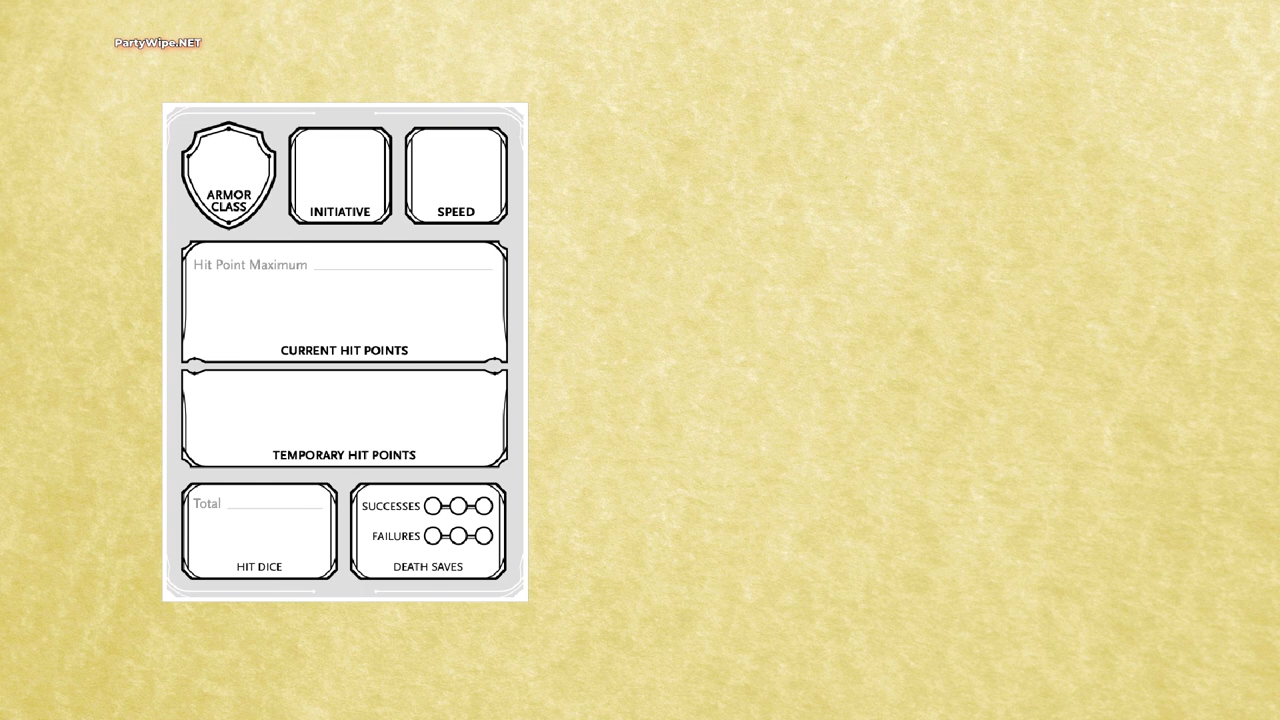 PartyWipe.NET
ARMOR
CLASS
INITIATIVE
SPEED
Hit Point Maximum
CURRENT HIT POINTS
TEMPORARY HIT POINTS
Total
HIT DICE
SUCCESSES
FAILURES
DEATH SAVES